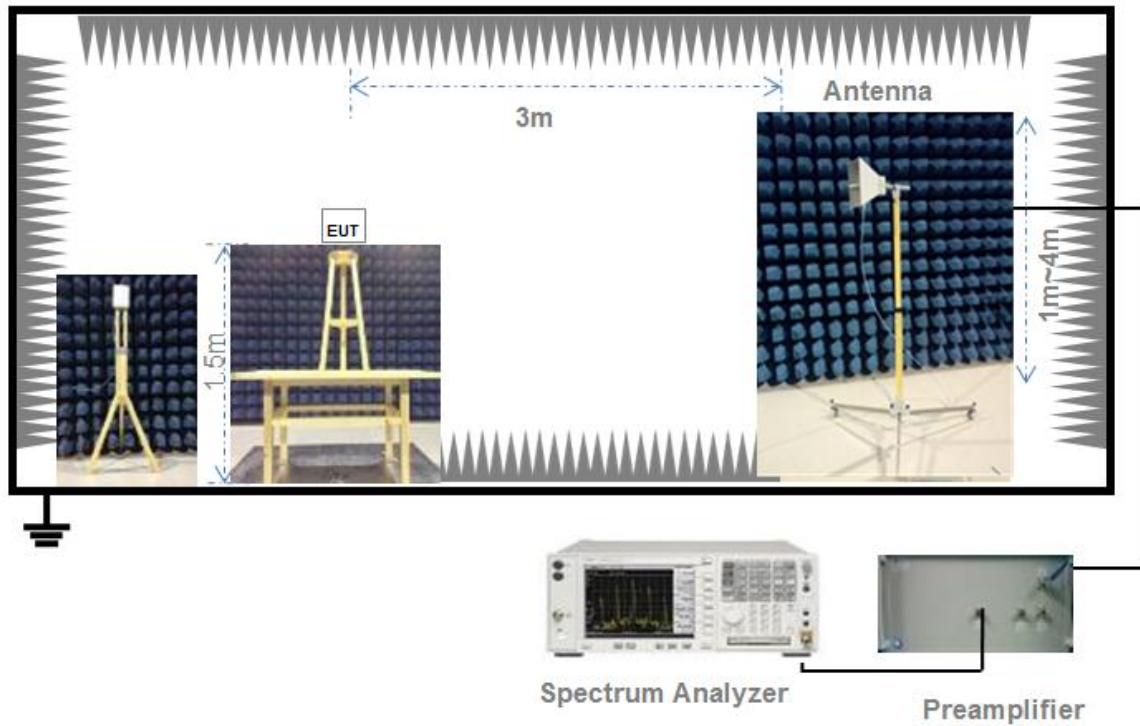 Antenna
3m
EUT
1.5m
1m~4m
Spectrum Analyzer
Preamplifier